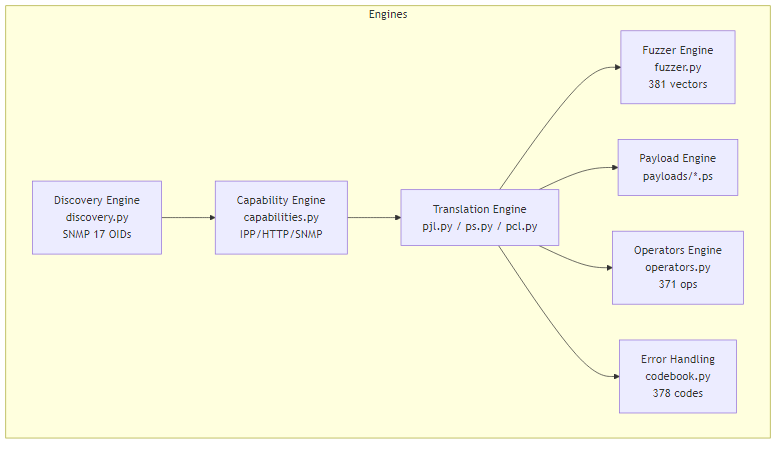 Engines
Discovery Engine
discovery.py
SNMP 17 OIDs
Capability Engine
capabilities.py
IPP/HTTP/SNMP
Translation Engine
pjl.py / ps.py / pcl.py
Fuzzer Engine
fuzzer.py
381 vectors
Payload Engine
payloads/*.ps
Operators Engine
operators.py
371 ops
Error Handling
codebook.py
378 codes